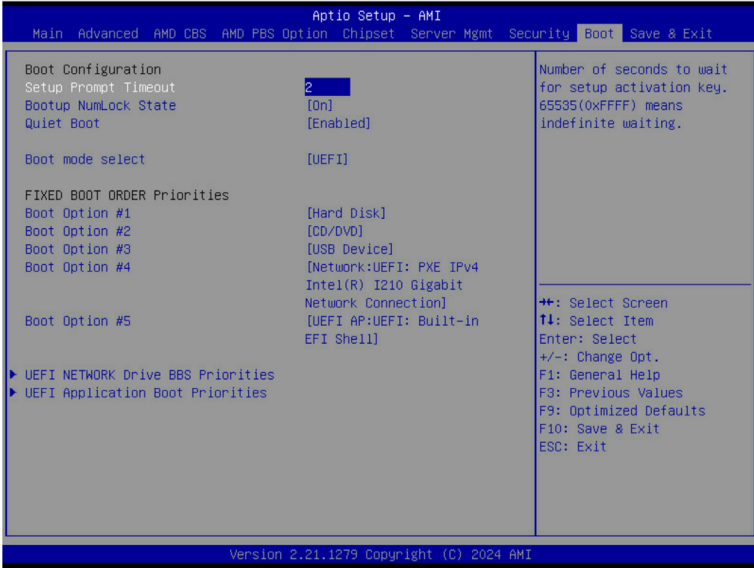 Aptio Setup – AMI
Main Advanced AMD CBS AMD PBS Option Chipset Server Mgmt Security Boot Save & Exit
Boot Configuration
Setup Prompt Timeout 2
Bootup NumLock State [On]
Quiet Boot [Enabled]
Boot mode select [UEFI]
FIXED BOOT ORDER Priorities
Boot Option #1 [Hard Disk]
Boot Option #2 [CD/DVD]
Boot Option #3 [USB Device]
Boot Option #4 [Network:UEFI: PXE IPv4
Intel(R) I210 Gigabit
Network Connection]
Boot Option #5 [UEFI AP:UEFI: Built-in
EFI Shell]
UEFI NETWORK Drive BBS Priorities
UEFI Application Boot Priorities
Number of seconds to wait
for setup activation key.
65535(0xFFFF) means
indefinite waiting.
→←: Select Screen
↑↓: Select Item
Enter: Select
+/-: Change Opt.
F1: General Help
F3: Previous Values
F9: Optimized Defaults
F10: Save & Exit
ESC: Exit
Version 2.21.1279 Copyright (C) 2024 AMI